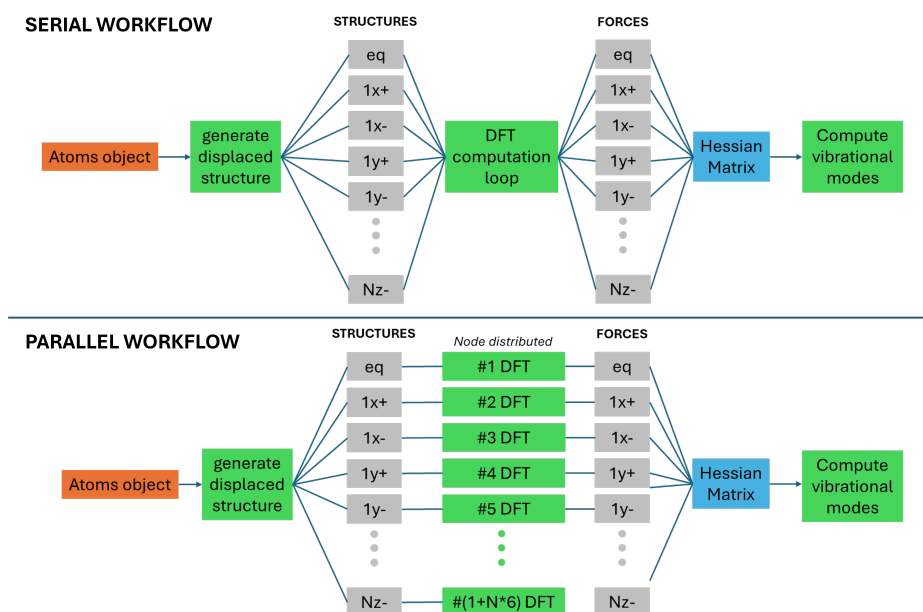 SERIAL WORKFLOW
STRUCTURES
FORCES
eq
1x+
1x-
1y+
1y-
Nz-
Atoms object
generate
displaced
structure
DFT
computation
loop
eq
1x+
1x-
1y+
1y-
Nz-
Hessian
Matrix
Compute
vibrational
modes
PARALLEL WORKFLOW
STRUCTURES
Node distributed
FORCES
eq
#1 DFT
eq
1x+
#2 DFT
1x+
1x-
#3 DFT
1x-
1y+
#4 DFT
1y+
1y-
#5 DFT
1y-
Nz-
#(1+N*6) DFT
Nz-
Atoms object
generate
displaced
structure
Hessian
Matrix
Compute
vibrational
modes